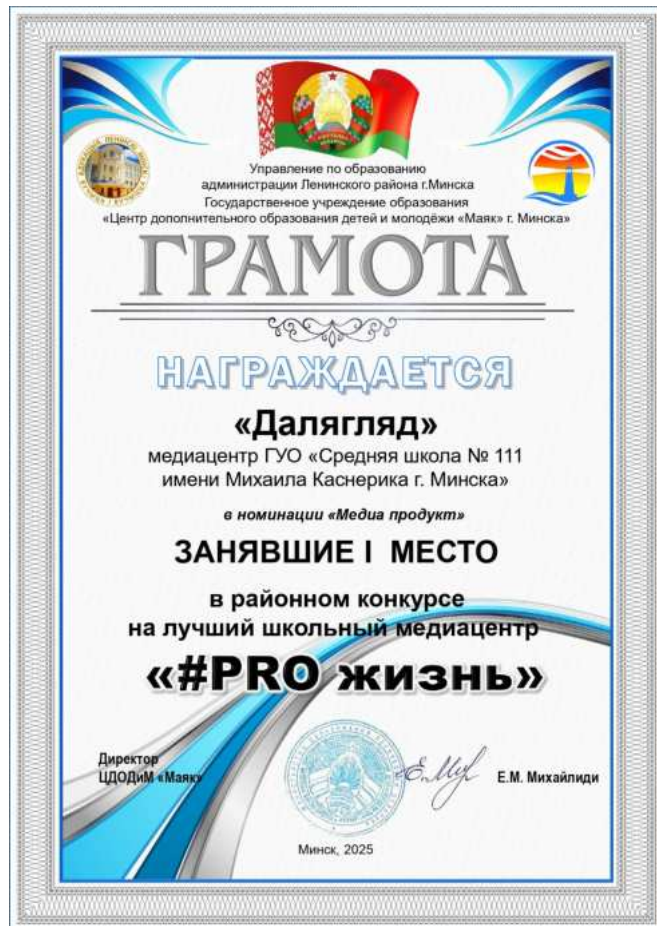 Управление по образованию
администрации Ленинского района г.Минска
Государственное учреждение образования
«Центр дополнительного образования детей и молодёжи «Маяк» г. Минска»
ГРАМОТА
НАГРАЖДАЕТСЯ
«Далягляд»
медиацентр ГУО «Средняя школа № 111
имени Михаила Каснерика г. Минска»
в номинации «Медиа продукт»
ЗАНЯВШИЕ I МЕСТО
в районном конкурсе
на лучший школьный медиацентр
«#PRO жизнь»
Директор
ЦДОДиМ «Маяк»
Е.М. Михайлиди
Минск, 2025